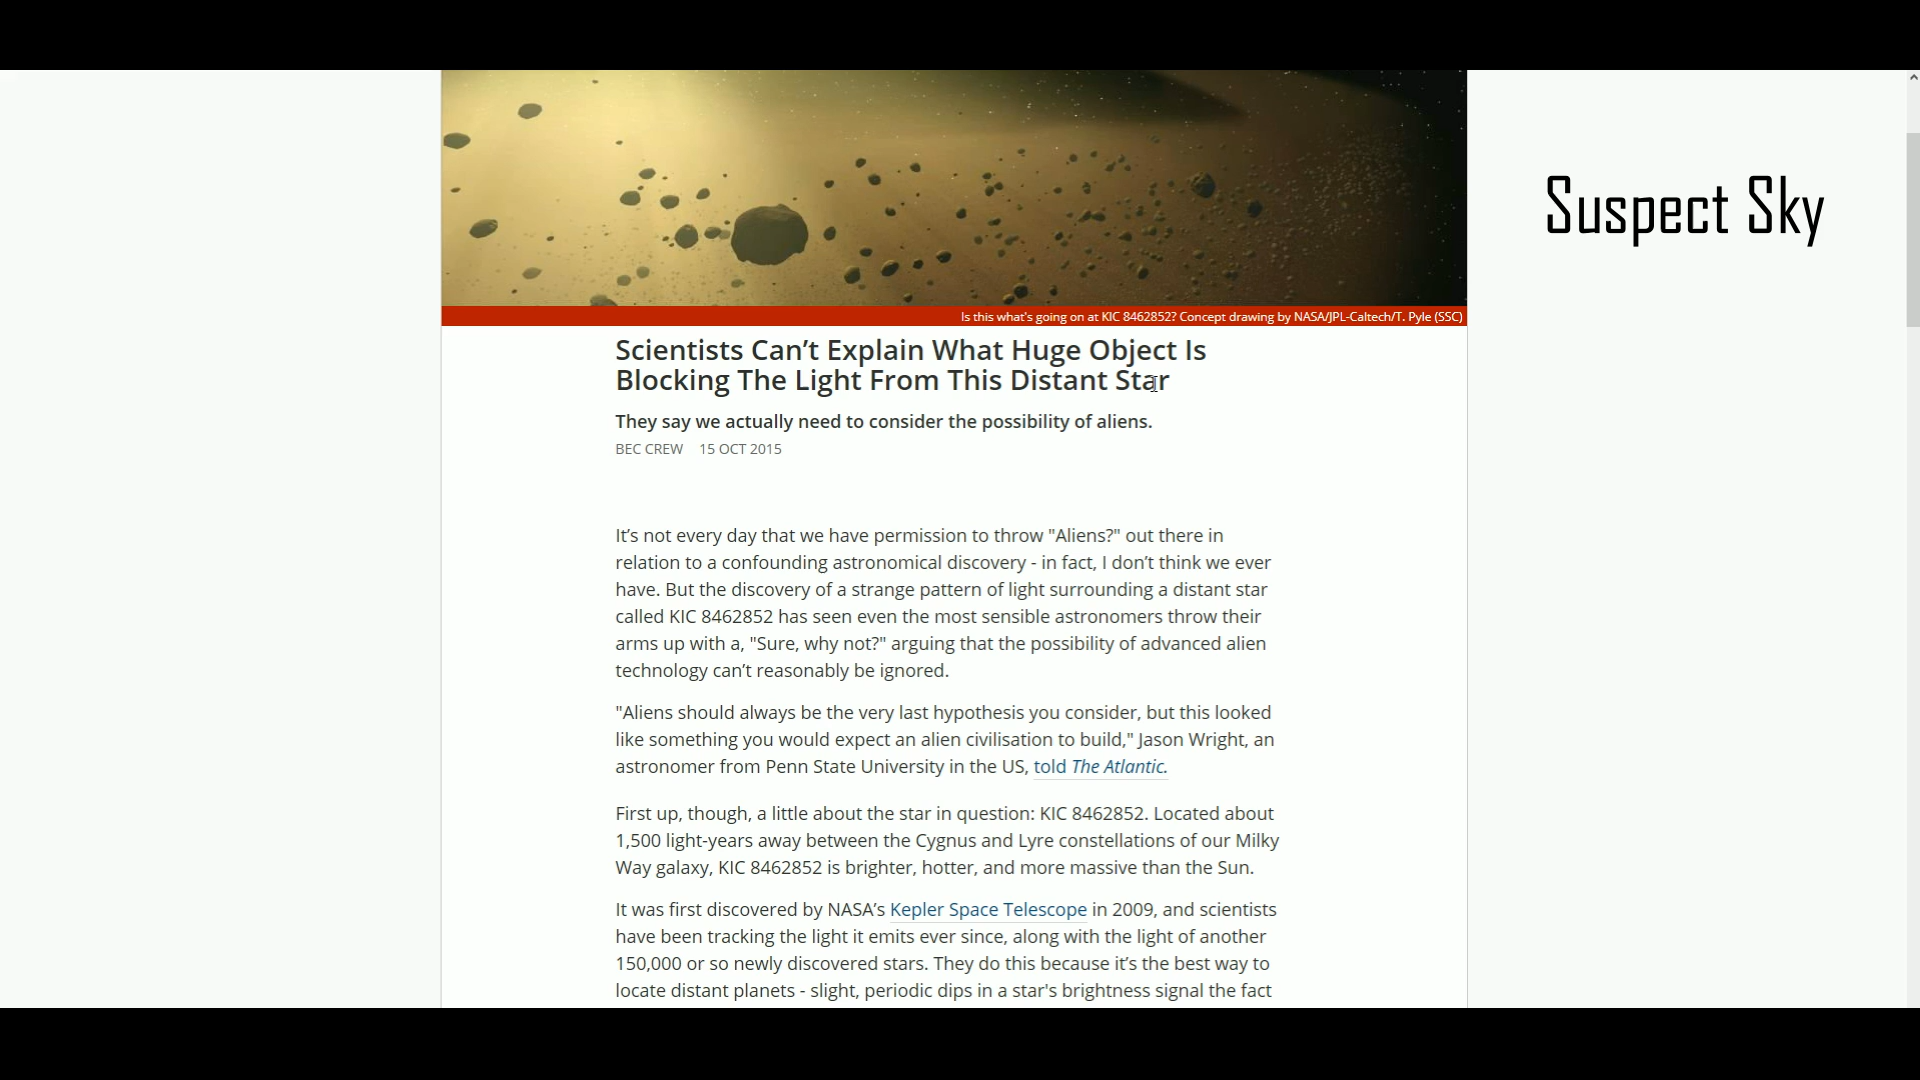 Suspect Sky
Is this what's going on at KIC 8462852? Concept drawing by NASA/JPL-Caltech/T. Pyle (SSC)
Scientists Can’t Explain What Huge Object Is
Blocking The Light From This Distant Star
They say we actually need to consider the possibility of aliens.
BEC CREW 15 OCT 2015
It’s not every day that we have permission to throw "Aliens?" out there in
relation to a confounding astronomical discovery - in fact, I don’t think we ever
have. But the discovery of a strange pattern of light surrounding a distant star
called KIC 8462852 has seen even the most sensible astronomers throw their
arms up with a, "Sure, why not?" arguing that the possibility of advanced alien
technology can’t reasonably be ignored.
"Aliens should always be the very last hypothesis you consider, but this looked
like something you would expect an alien civilisation to build," Jason Wright, an
astronomer from Penn State University in the US, told The Atlantic.
First up, though, a little about the star in question: KIC 8462852. Located about
1,500 light-years away between the Cygnus and Lyre constellations of our Milky
Way galaxy, KIC 8462852 is brighter, hotter, and more massive than the Sun.
It was first discovered by NASA’s Kepler Space Telescope in 2009, and scientists
have been tracking the light it emits ever since, along with the light of another
150,000 or so newly discovered stars. They do this because it’s the best way to
locate distant planets - slight, periodic dips in a star's brightness signal the fact